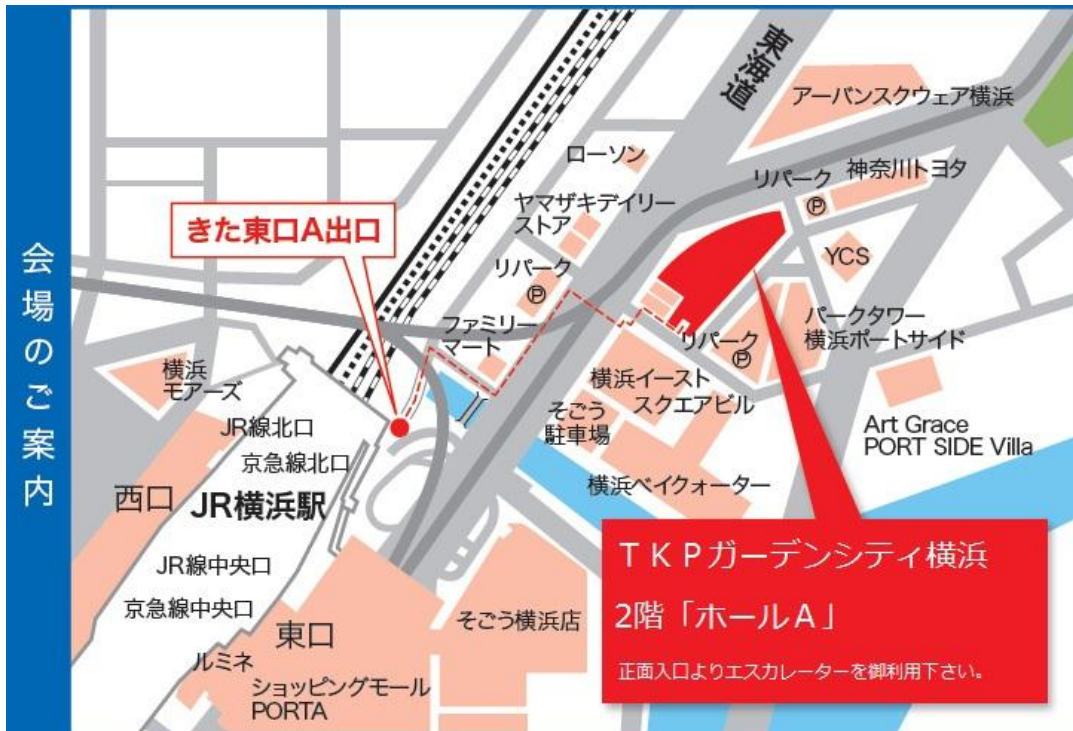 会場のご案内
東海道
アーバンスクウェア横浜
ローソン
リパーク
Ⓟ
神奈川トヨタ
ヤマザキデイリー
ストア
きた東口A出口
YCS
リパーク
Ⓟ
ファミリー
マート
パークタワー
横浜ポートサイド
リパーク
Ⓟ
横浜
モアーズ
横浜イースト
スクエアビル
JR線北口
そごう
駐車場
Art Grace
PORT SIDE Villa
京急線北口
横浜ベイクォーター
西口
JR横浜駅
JR線中央口
京急線中央口
東口
そごう横浜店
ルミネ
ショッピングモール
PORTA
TKPガーデンシティ横浜
2階「ホールA」
正面入口よりエスカレーターを御利用下さい。